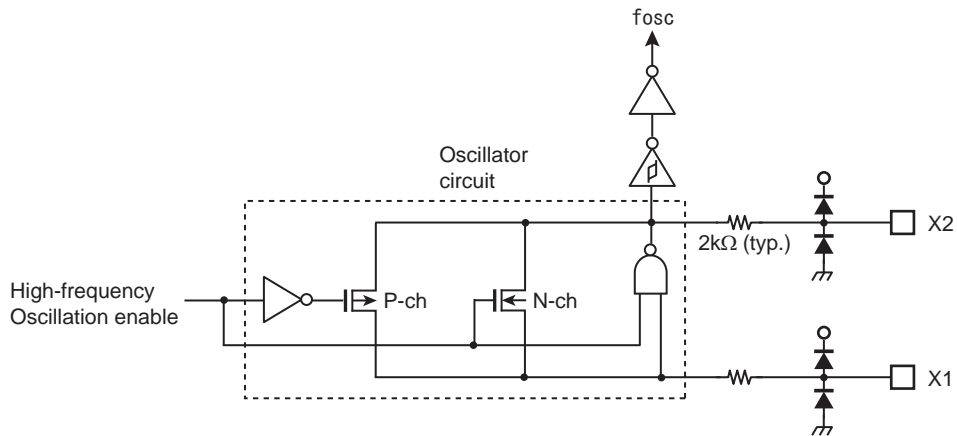 fosc
Oscillator
circuit
X2
2kΩ (typ.)
High-frequency
Oscillation enable
P-ch
N-ch
X1